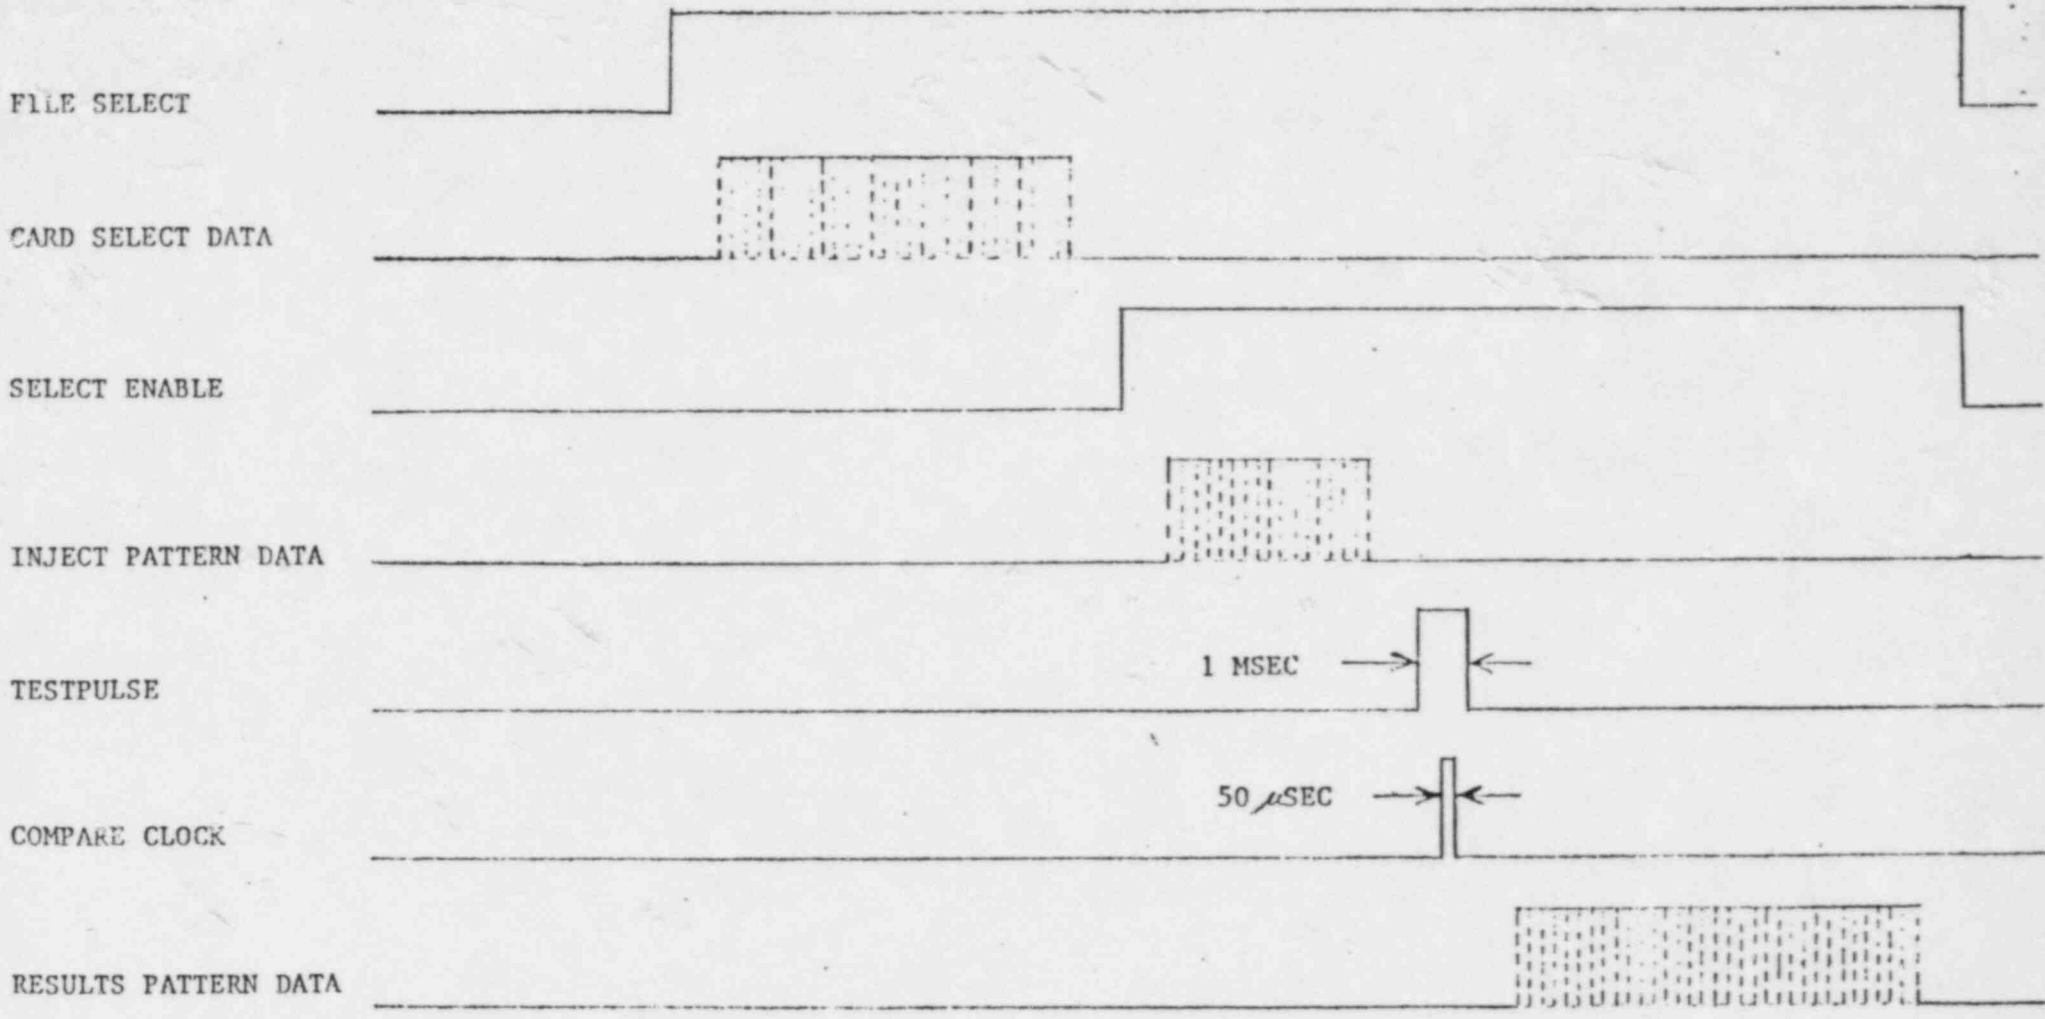 FILE SELECT
CARD SELECT DATA
SELECT ENABLE
INJECT PATTERN DATA
1 MSEC
TESTPULSE
50 μSEC
COMPARE CLOCK
RESULTS PATTERN DATA